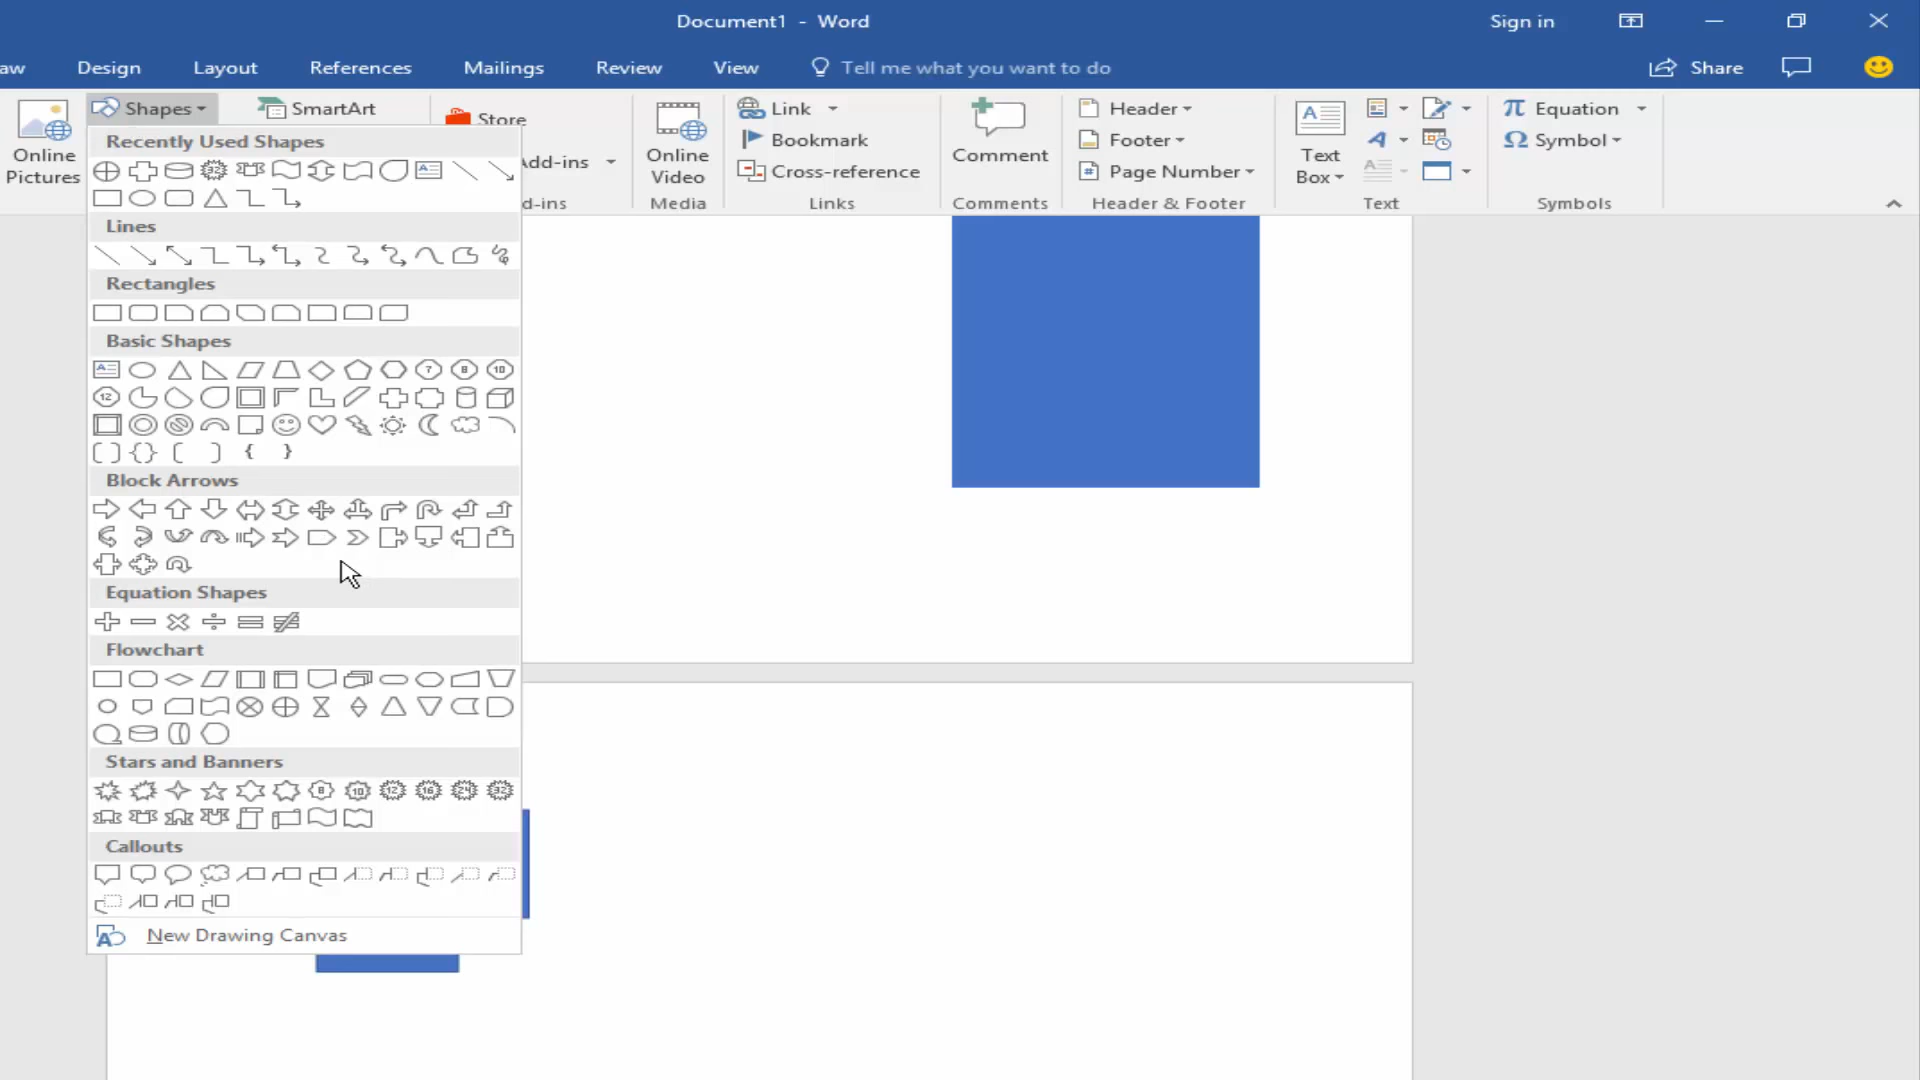 Document1 - Word
Sign in
aw
Design
Layout
References
Mailings
Review
View
Tell me what you want to do
Share
Online Pictures
Shapes
SmartArt
Store
Add-ins
d-ins
Online Video
Media
Link
Bookmark
Cross-reference
Links
Comment
Comments
Header
Footer
Page Number
Header & Footer
Text Box
Text
Equation
Symbol
Symbols
Recently Used Shapes
Lines
Rectangles
Basic Shapes
Block Arrows
Equation Shapes
Flowchart
Stars and Banners
Callouts
New Drawing Canvas